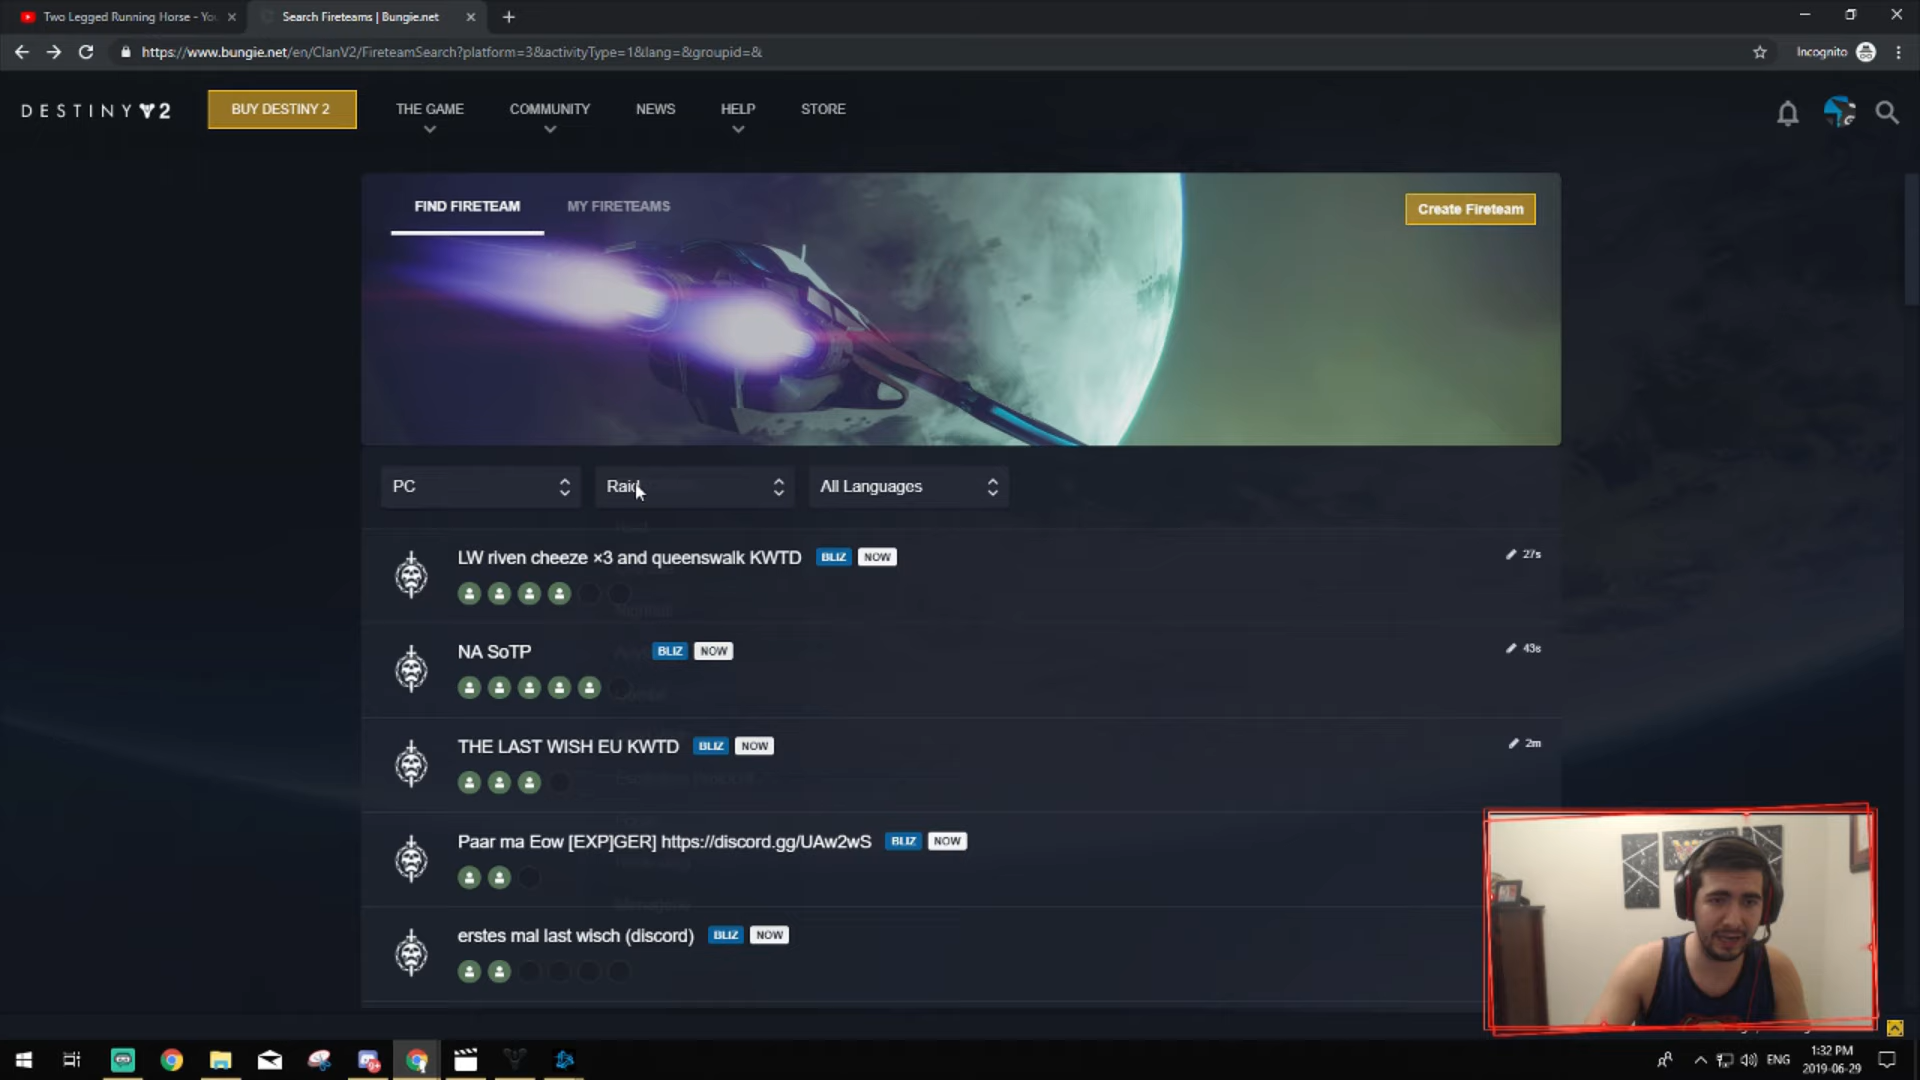 Two Legged Running Horse - Yo
Search Fireteams | Bungie.net
https://www.bungie.net/en/ClanV2/FireteamSearch?platform=3&activityType=1&lang=&groupid=&
Incognito
DESTINY 2
BUY DESTINY 2
THE GAME
COMMUNITY
NEWS
HELP
STORE
FIND FIRETEAM
MY FIRETEAMS
Create Fireteam
PC
Raid
All Languages
LW riven cheeze ×3 and queenswalk KWTD BLIZ NOW
27s
NA SoTP BLIZ NOW
43s
THE LAST WISH EU KWTD BLIZ NOW
2m
Paar ma Eow [EXP]GER] https://discord.gg/UAw2wS BLIZ NOW
erstes mal last wisch (discord) BLIZ NOW
ENG
1:32 PM
2019-06-29